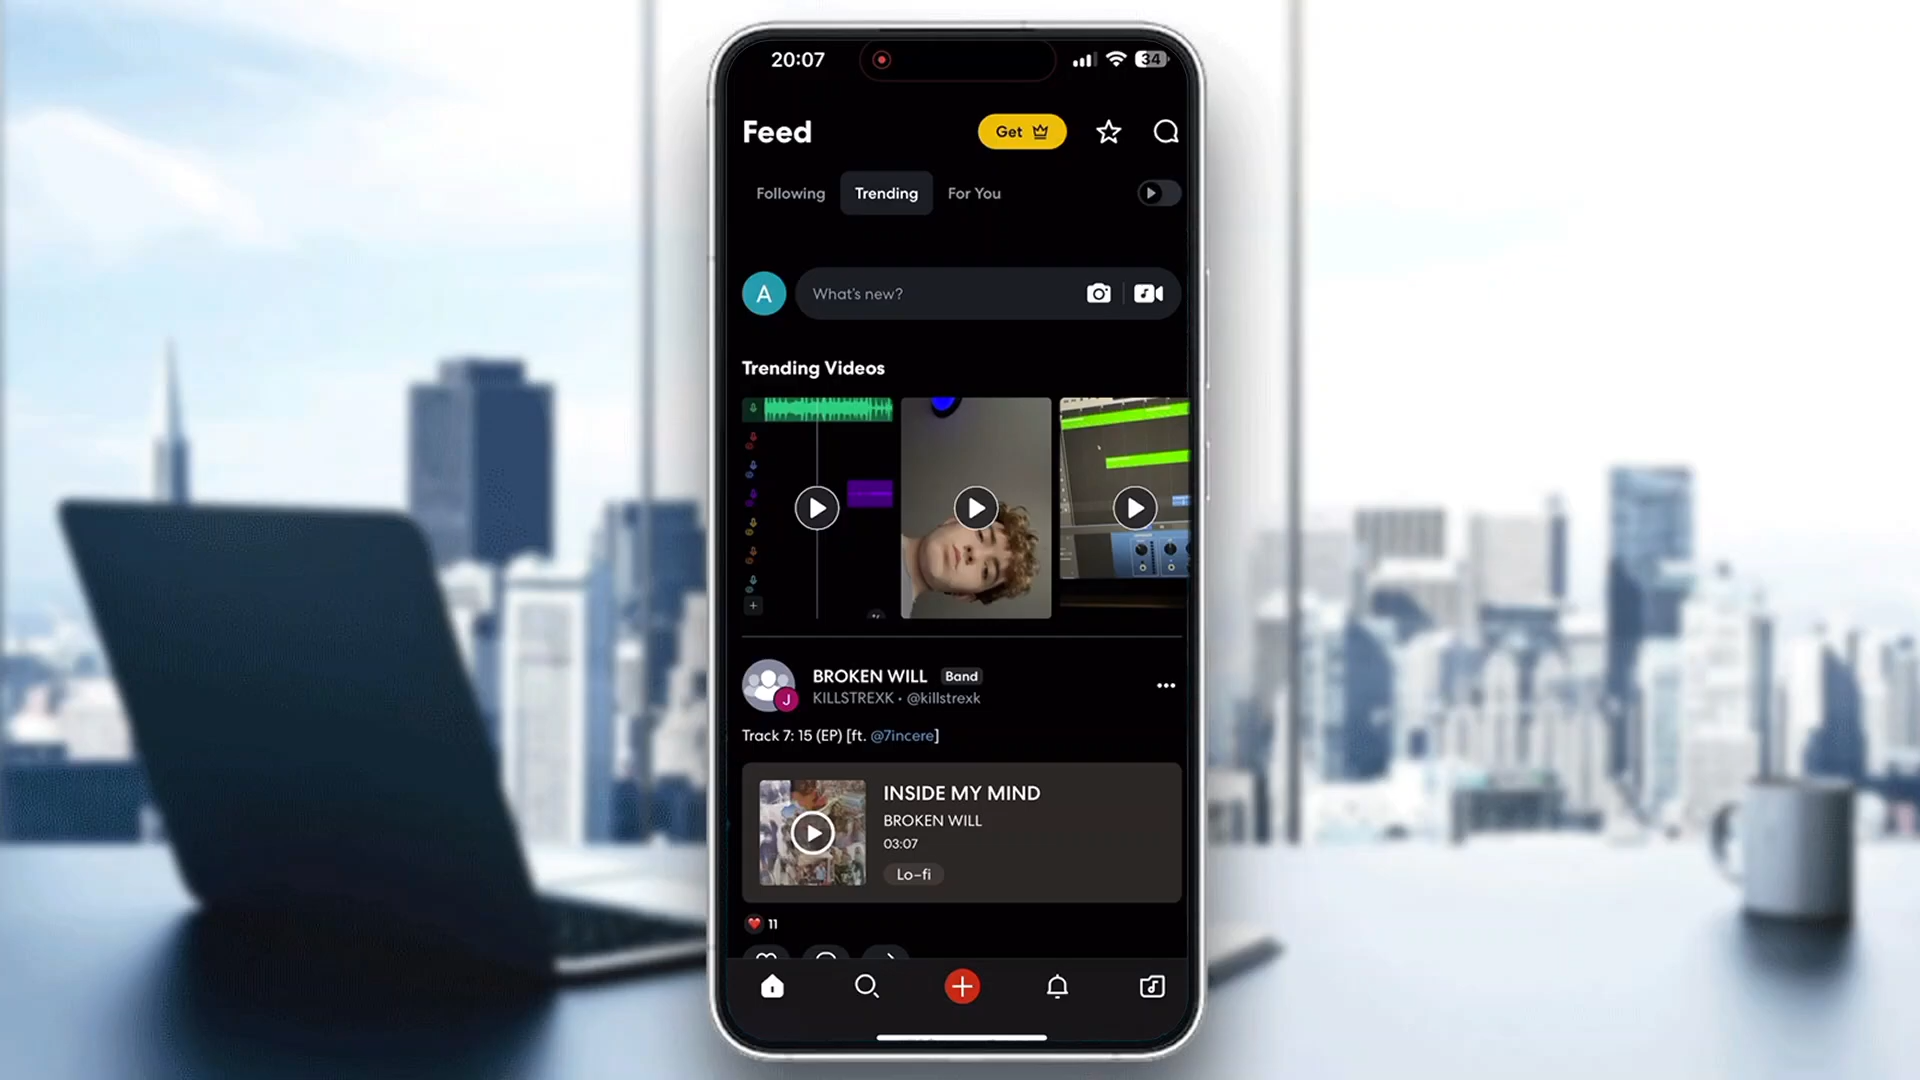 20:07
34
Feed
Get
Following
Trending
For You
A
What's new?
Trending Videos
BROKEN WILL Band
J
KILLSTREXK • @killstrexk
Track 7: 15 (EP) [ft. @7incere]
INSIDE MY MIND
BROKEN WILL
03:07
Lo-fi
11